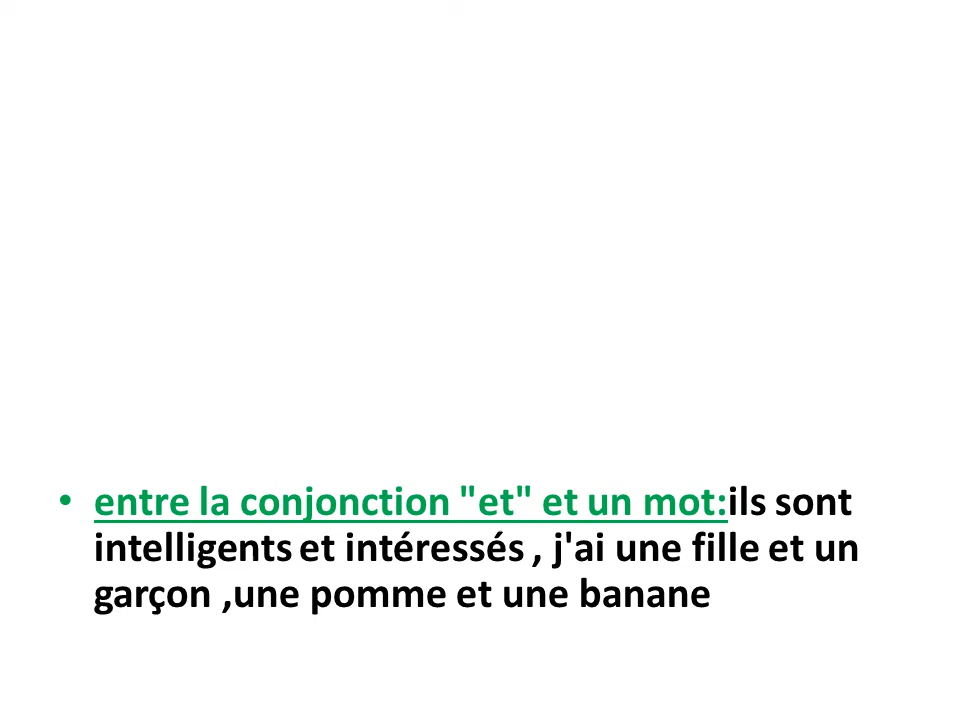 • entre la conjonction "et" et un mot:ils sont
intelligents et intéressés , j'ai une fille et un
garçon ,une pomme et une banane